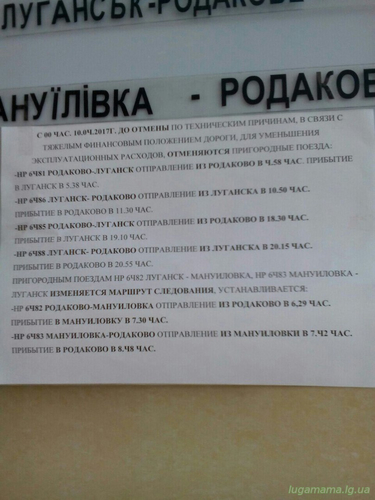 ЛУГАНСЬК-РОДАКОВЕ
АНУЇЛІВКА - РОДАКОВЕ
С 00 ЧАС. 10.0Ч.2017Г. ДО ОТМЕНЫ ПО ТЕХНИЧЕСКИМ ПРИЧИНАМ, В СВЯЗИ С
ТЯЖЕЛЫМ ФИНАНСОВЫМ ПОЛОЖЕНИЕМ ДОРОГИ, ДЛЯ УМЕНЬШЕНИЯ
ЭКСПЛУАТАЦИОННЫХ РАСХОДОВ, ОТМЕНЯЮТСЯ ПРИГОРОДНЫЕ ПОЕЗДА:
-НР 6Ч81 РОДАКОВО-ЛУГАНСК ОТПРАВЛЕНИЕ ИЗ РОДАКОВО В Ч.58 ЧАС. ПРИБЫТИЕ
В ЛУГАНСК В 5.38 ЧАС.
-НР 6Ч86 ЛУГАНСК- РОДАКОВО ОТПРАВЛЕНИЕ ИЗ ЛУГАНСКА В 10.50 ЧАС.
ПРИБЫТИЕ В РОДАКОВО В 11.30 ЧАС.
-НР 6Ч85 РОДАКОВО-ЛУГАНСК ОТПРАВЛЕНИЕ ИЗ РОДАКОВО В 18.30 ЧАС.
ПРИБЫТИЕ В ЛУГАНСК В 19.10 ЧАС.
-НР 6Ч88 ЛУГАНСК- РОДАКОВО ОТПРАВЛЕНИЕ ИЗ ЛУГАНСКА В 20.15 ЧАС.
ПРИБЫТИЕ В РОДАКОВО В 20.55 ЧАС.
ПРИГОРОДНЫМ ПОЕЗДАМ НР 6Ч82 ЛУГАНСК - МАНУИЛОВКА, НР 6Ч83 МАНУИЛОВКА -
ЛУГАНСК ИЗМЕНЯЕТСЯ МАРШРУТ СЛЕДОВАНИЯ, УСТАНАВЛИВАЕТСЯ:
-НР 6Ч82 РОДАКОВО-МАНУИЛОВКА ОТПРАВЛЕНИЕ ИЗ РОДАКОВО В 6.29 ЧАС.
ПРИБЫТИЕ В МАНУИЛОВКУ В 7.30 ЧАС.
-НР 6Ч83 МАНУИЛОВКА-РОДАКОВО ОТПРАВЛЕНИЕ ИЗ МАНУИЛОВКИ В 7.Ч2 ЧАС.
ПРИБЫТИЕ В РОДАКОВО В 8.Ч8 ЧАС.
lugamama.lg.ua